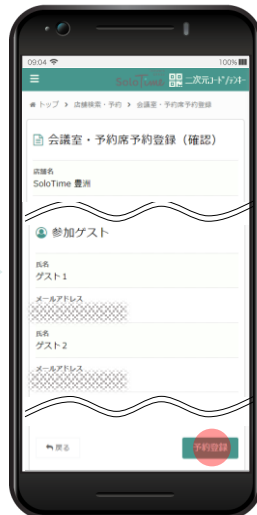 09:04 100%
SoloTime 二次元コード/テンキー
トップ > 店舗検索・予約 > 会議室・予約席予約登録
会議室・予約席予約登録（確認）
店舗名
SoloTime 豊洲
参加ゲスト
氏名
ゲスト1
メールアドレス
氏名
ゲスト2
メールアドレス
戻る
予約登録